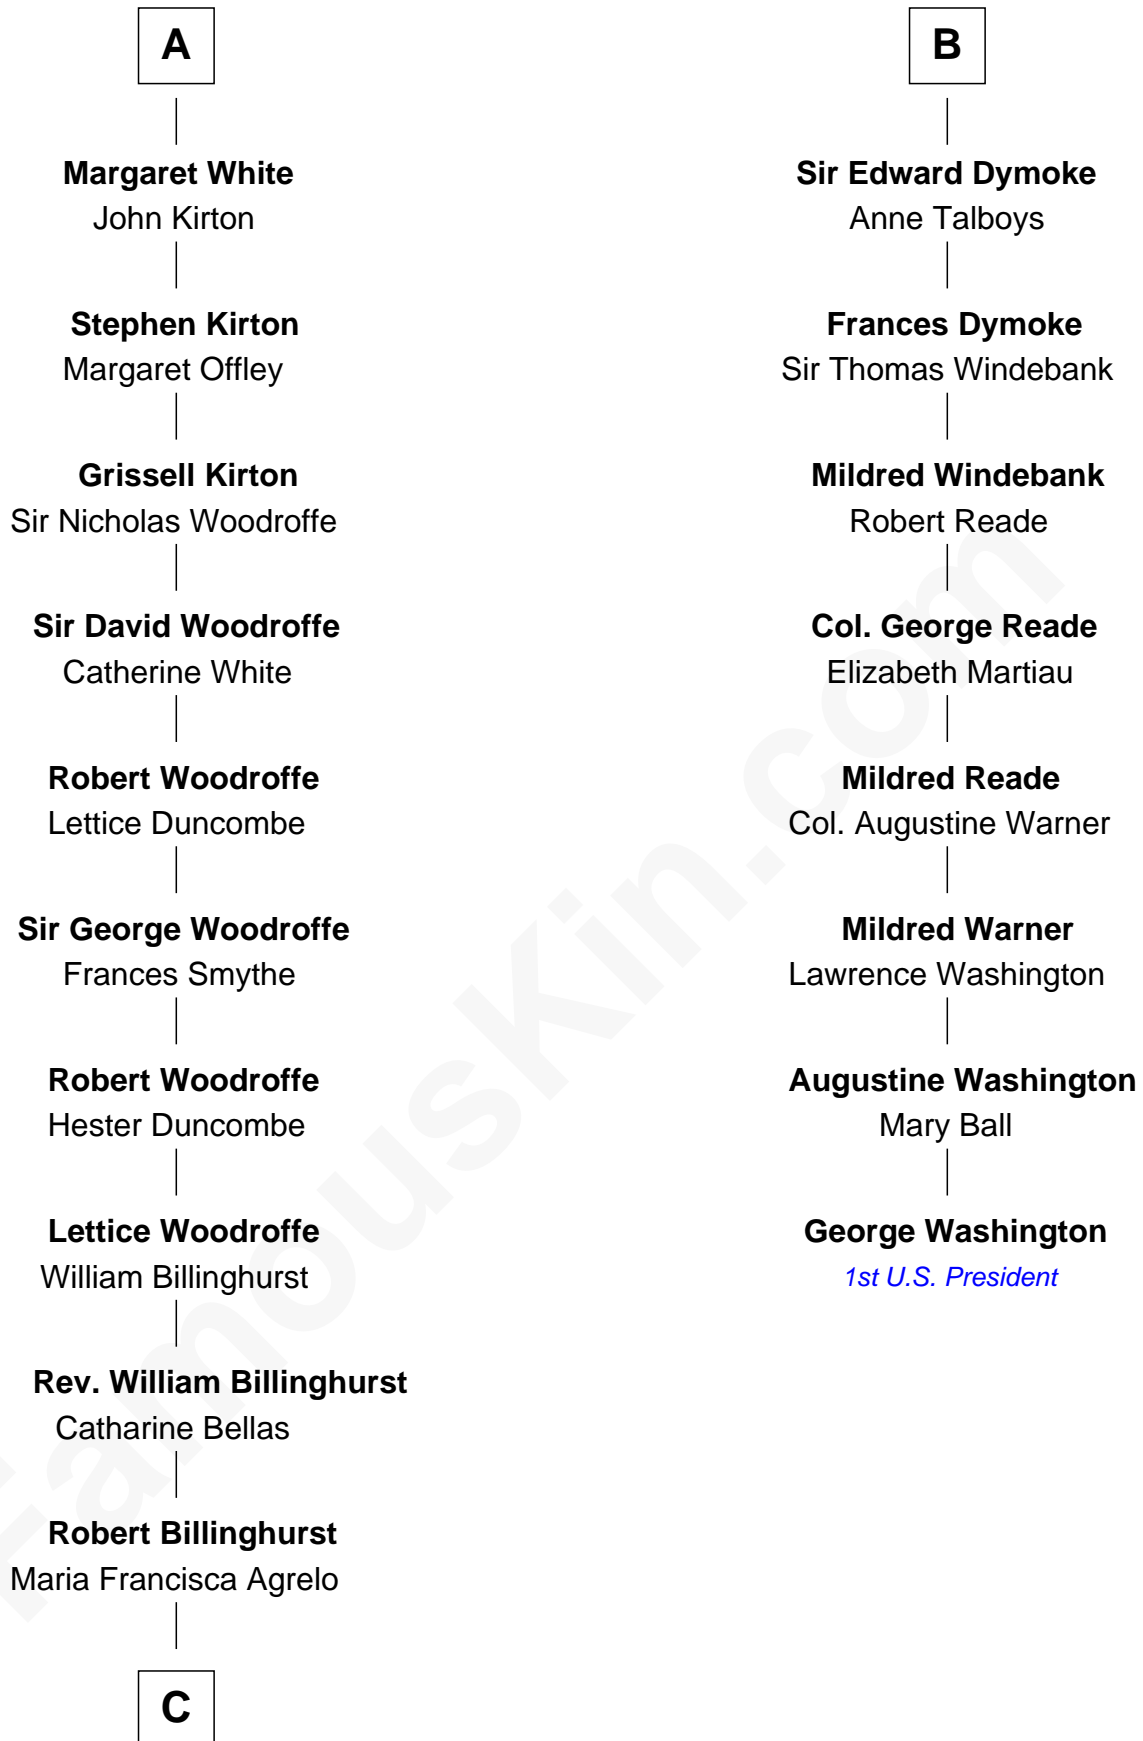 A
Margaret White
John Kirton
Stephen Kirton
Margaret Offley
Grissell Kirton
Sir Nicholas Woodroffe
Sir David Woodroffe
Catherine White
Robert Woodroffe
Lettice Duncombe
Sir George Woodroffe
Frances Smythe
Robert Woodroffe
Hester Duncombe
Lettice Woodroffe
William Billinghurst
Rev. William Billinghurst
Catharine Bellas
Robert Billinghurst
Maria Francisca Agrelo
C
B
Sir Edward Dymoke
Anne Talboys
Frances Dymoke
Sir Thomas Windebank
Mildred Windebank
Robert Reade
Col. George Reade
Elizabeth Martiau
Mildred Reade
Col. Augustine Warner
Mildred Warner
Lawrence Washington
Augustine Washington
Mary Ball
George Washington
1st U.S. President
FamousKin.com